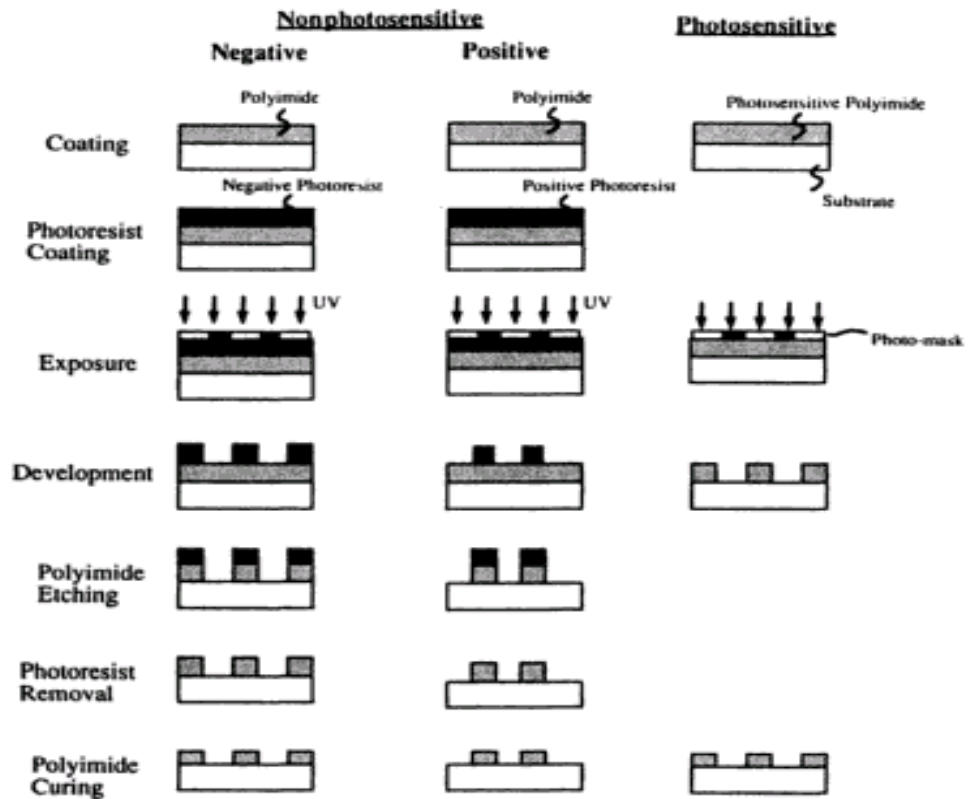 Nonphotosensitive
Photosensitive
Negative
Positive
Polyimide
Polyimide
Photosensitive Polyimide
Coating
Substrate
Negative Photoresist
Positive Photoresist
Photoresist
Coating
UV
UV
Photo-mask
Exposure
Development
Polyimide
Etching
Photoresist
Removal
Polyimide
Curing